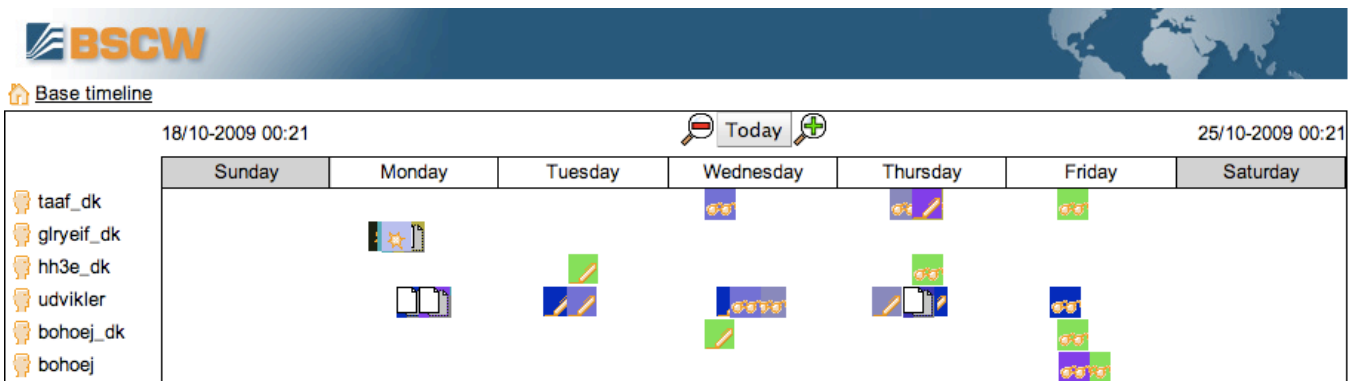 BSCW
Base timeline
18/10-2009 00:21 Today 25/10-2009 00:21
Sunday Monday Tuesday Wednesday Thursday Friday Saturday
taaf_dk
glryeif_dk
hh3e_dk
udvikler
bohoej_dk
bohoej